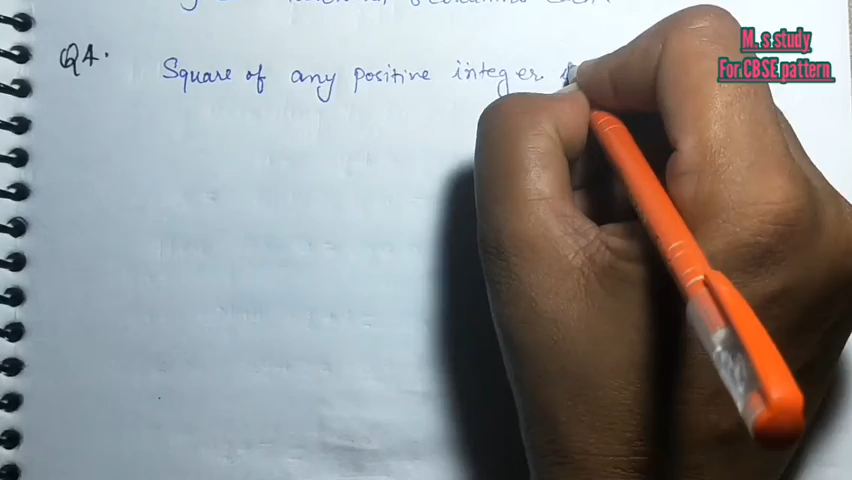 Q4. Square of any positive integer
M. s study
For CBSE pattern